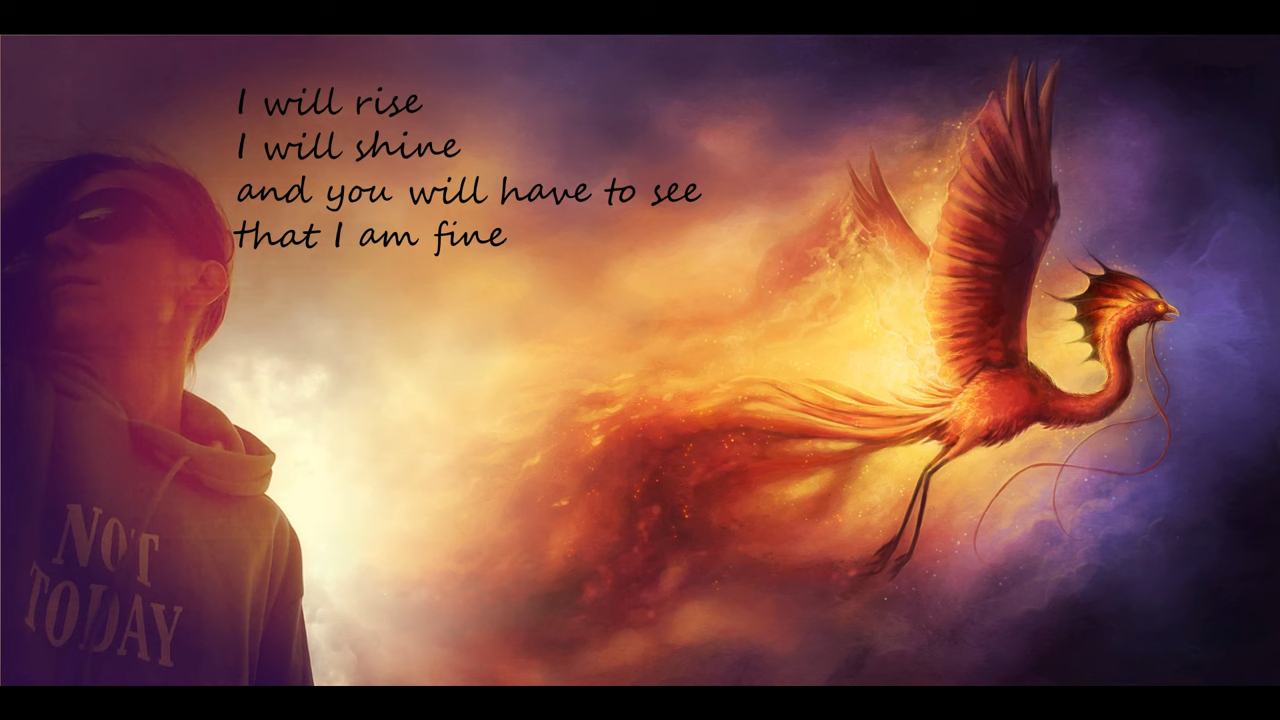 I will rise
I will shine
and you will have to see
that I am fine
NOT
TODAY